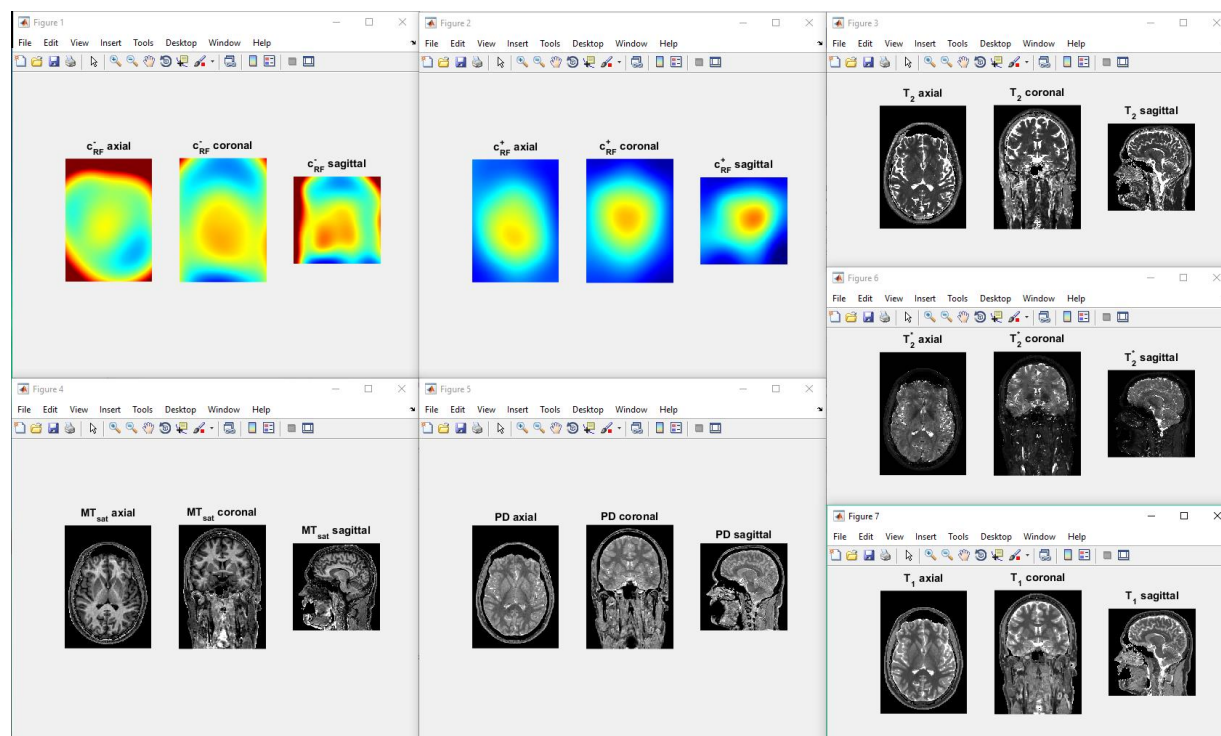 Figure 1
File Edit View Insert Tools Desktop Window Help
c⁻RF axial
c⁻RF coronal
c⁻RF sagittal
Figure 2
File Edit View Insert Tools Desktop Window Help
c⁺RF axial
c⁺RF coronal
c⁺RF sagittal
Figure 3
File Edit View Insert Tools Desktop Window Help
T₂ axial
T₂ coronal
T₂ sagittal
Figure 6
File Edit View Insert Tools Desktop Window Help
T₂* axial
T₂* coronal
T₂* sagittal
Figure 4
File Edit View Insert Tools Desktop Window Help
MTsat axial
MTsat coronal
MTsat sagittal
Figure 5
File Edit View Insert Tools Desktop Window Help
PD axial
PD coronal
PD sagittal
Figure 7
File Edit View Insert Tools Desktop Window Help
T₁ axial
T₁ coronal
T₁ sagittal